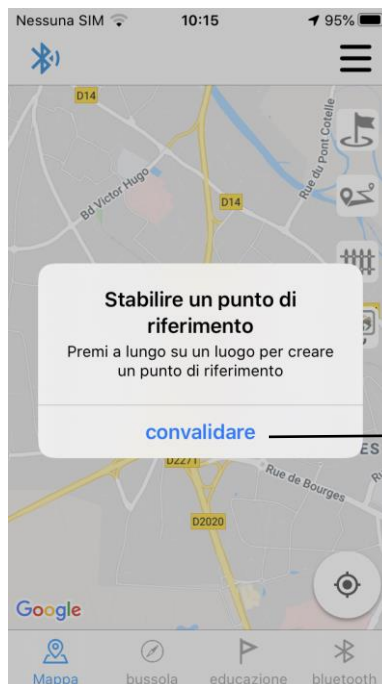 Nessuna SIM 10:15 95%
D14
Rue du Pont Cotelle
Bd Victor Hugo
D14
Stabilire un punto di
riferimento
Premi a lungo su un luogo per creare
un punto di riferimento
convalidare
ES
D2271
Rue de Bourges
D2020
Google
Mappa bussola educazione bluetooth